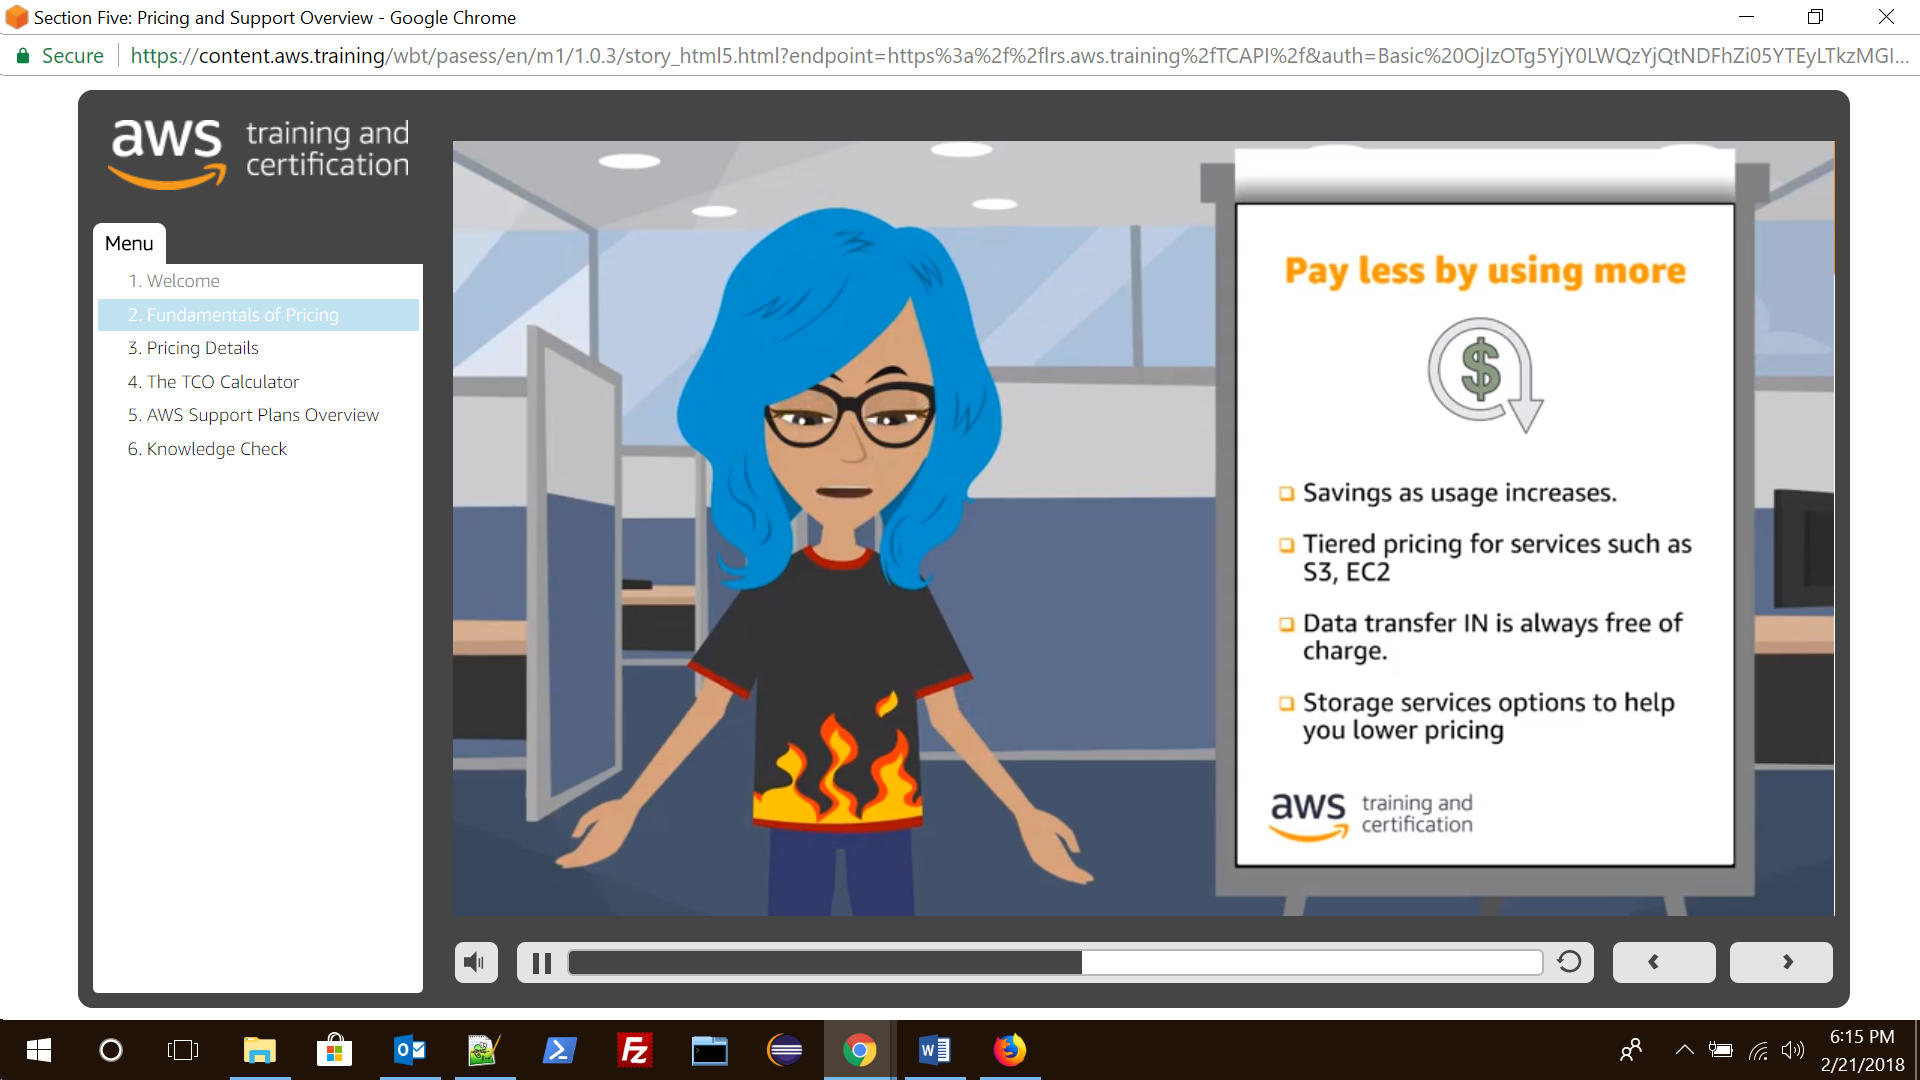 Section Five: Pricing and Support Overview - Google Chrome
Secure
https://content.aws.training/wbt/pasess/en/m1/1.0.3/story_html5.html?endpoint=https%3a%2f%2flrs.aws.training%2fTCAPI%2f&auth=Basic%20OjIzOTg5YjY0LWQzYjQtNDFhZi05YTEyLTkzMGI...
aws training and
certification
Menu
1. Welcome
2. Fundamentals of Pricing
3. Pricing Details
4. The TCO Calculator
5. AWS Support Plans Overview
6. Knowledge Check
Pay less by using more
$
Savings as usage increases.
Tiered pricing for services such as
S3, EC2
Data transfer IN is always free of
charge.
Storage services options to help
you lower pricing
aws training and
certification
6:15 PM
2/21/2018